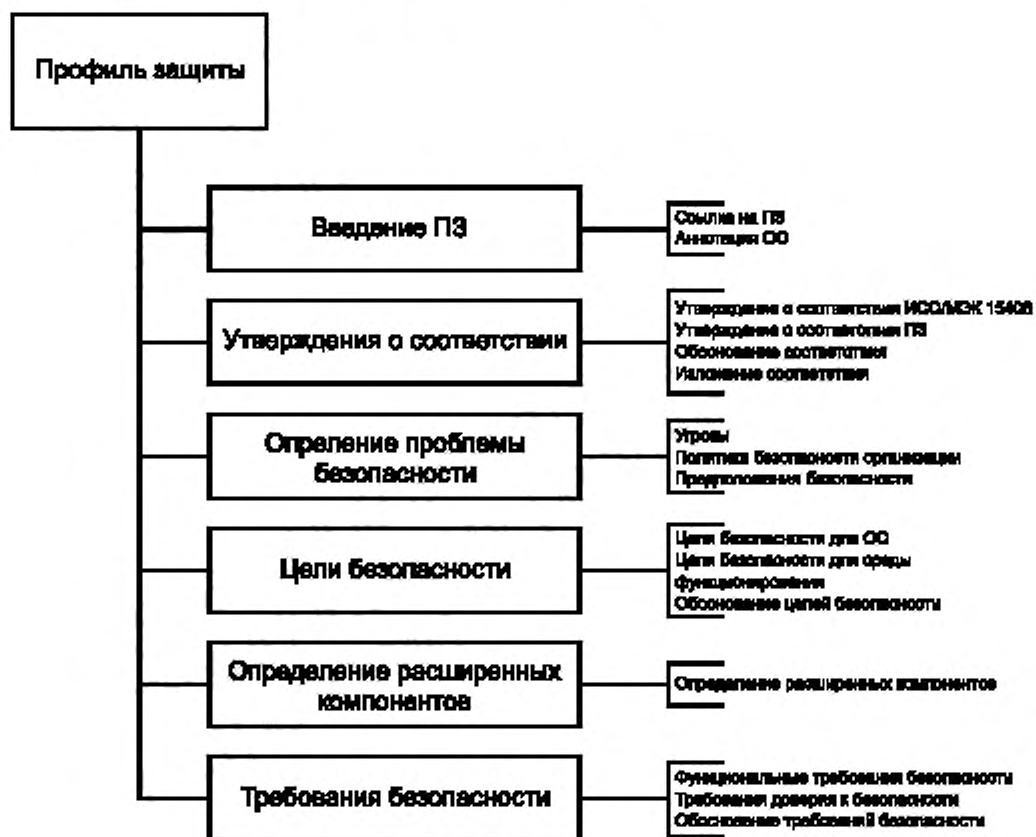 Профиль защиты
Введение ПЗ
Ссылка на ПЗ
Аннотация ОО
Утверждения о соответствии
Утверждение о соответствии ИСО/МЭК 15408
Утверждение о соответствии ПЗ
Обоснование соответствия
Изложение соответствия
Опреление проблемы
безопасности
Угрозы
Политика безопасности организации
Предположения безопасности
Цели безопасности
Цели безопасности для ОО
Цели безопасности для среды
функционирования
Обоснование целей безопасности
Определение расширенных
компонентов
Определение расширенных компонентов
Требования безопасности
Функциональные требования безопасности
Требования доверия к безопасности
Обоснование требований безопасности